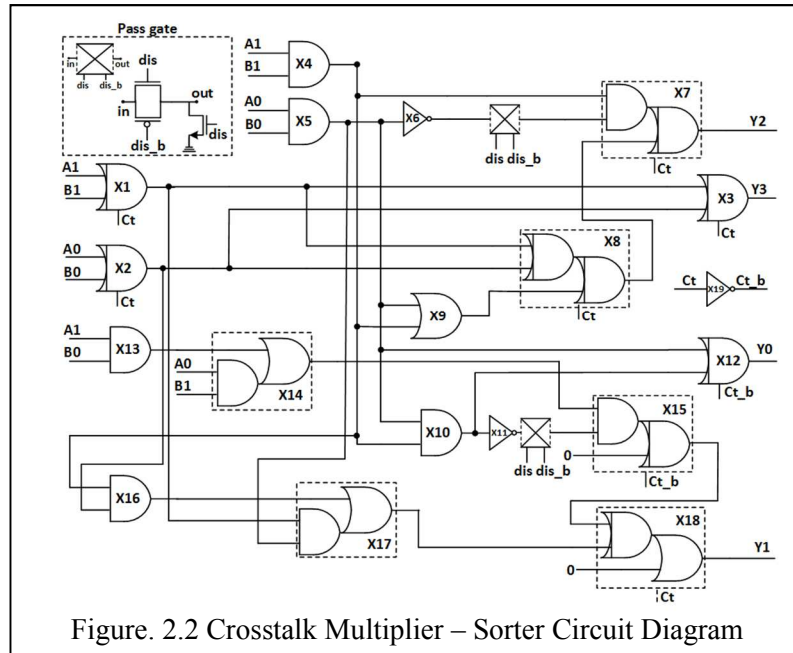 Pass gate
in out
dis dis_b
dis
in out
dis
dis_b
A1
B1
X4
A0
B0
X5
X6
dis dis_b
X7
Ct
Y2
A1
B1
X1
Ct
X3
Ct
Y3
A0
B0
X2
Ct
X8
Ct
Ct X19 Ct_b
X9
A1
B0
X13
A0
B1
X14
X12
Ct_b
Y0
X10
X11
dis dis_b
X15
0
Ct_b
X16
X17
X18
0
Ct
Y1
Figure. 2.2 Crosstalk Multiplier – Sorter Circuit Diagram